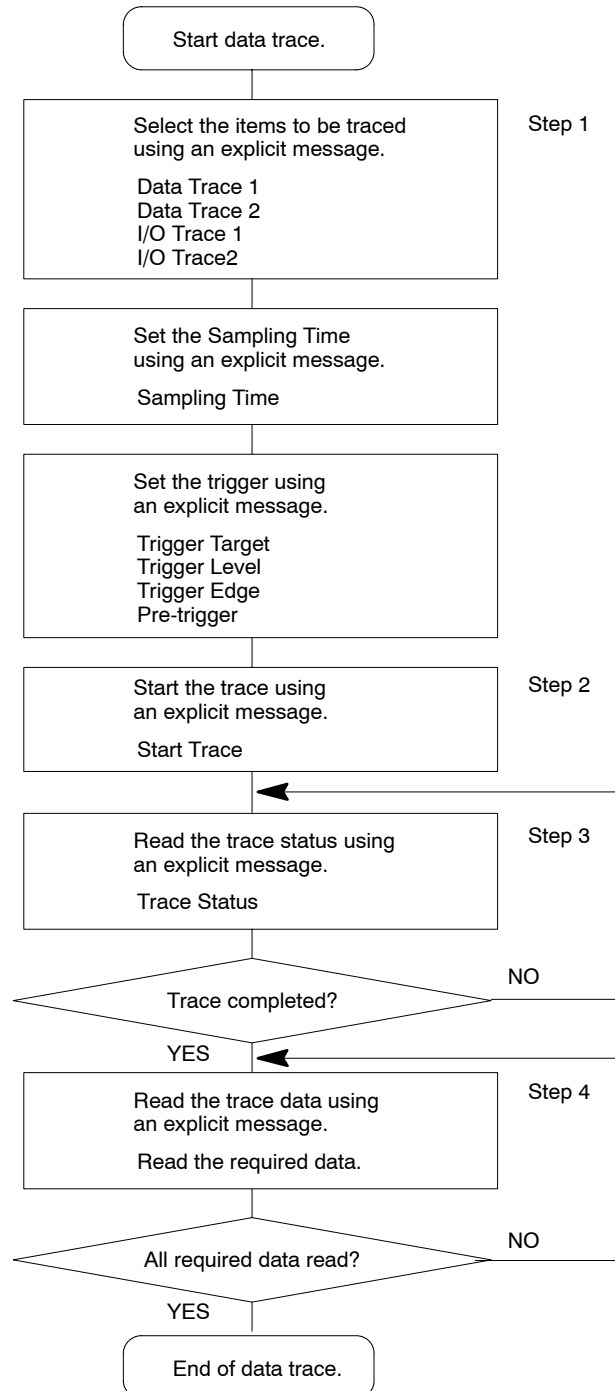 Start data trace.
Select the items to be traced
using an explicit message.
Step 1
Data Trace 1
Data Trace 2
I/O Trace 1
I/O Trace2
Set the Sampling Time
using an explicit message.
Sampling Time
Set the trigger using
an explicit message.
Trigger Target
Trigger Level
Trigger Edge
Pre-trigger
Start the trace using
an explicit message.
Step 2
Start Trace
Read the trace status using
an explicit message.
Step 3
Trace Status
Trace completed?
NO
YES
Read the trace data using
an explicit message.
Step 4
Read the required data.
All required data read?
NO
YES
End of data trace.